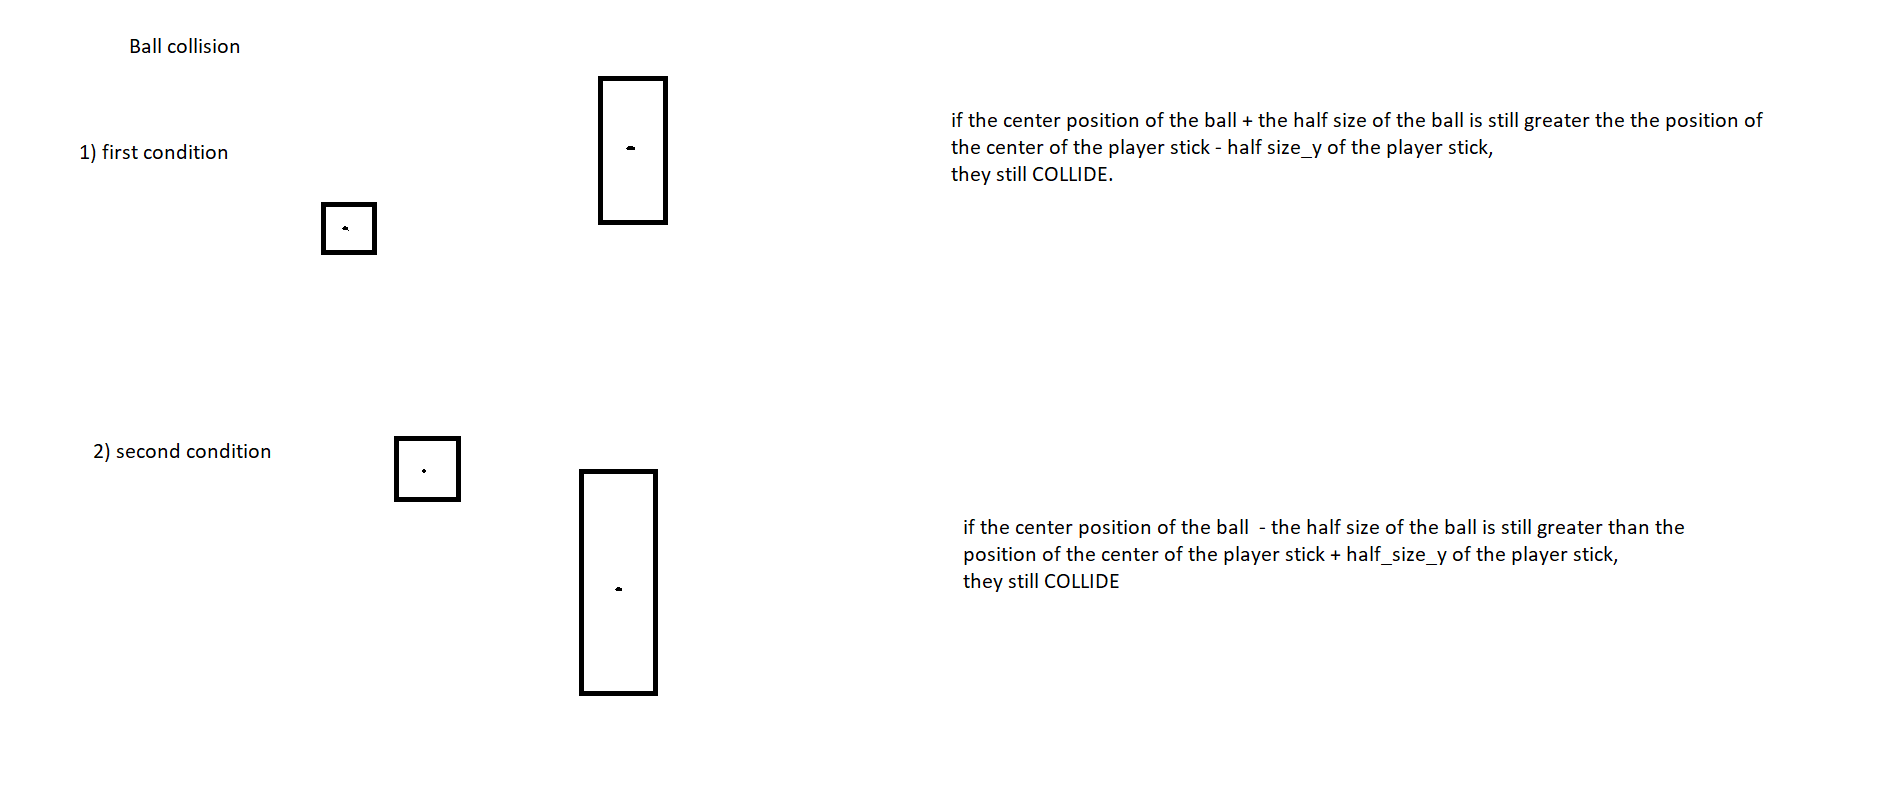 Ball collision
1) first condition
if the center position of the ball + the half size of the ball is still greater the the position of
the center of the player stick - half size_y of the player stick,
they still COLLIDE.
2) second condition
if the center position of the ball  - the half size of the ball is still greater than the
position of the center of the player stick + half_size_y of the player stick,
they still COLLIDE